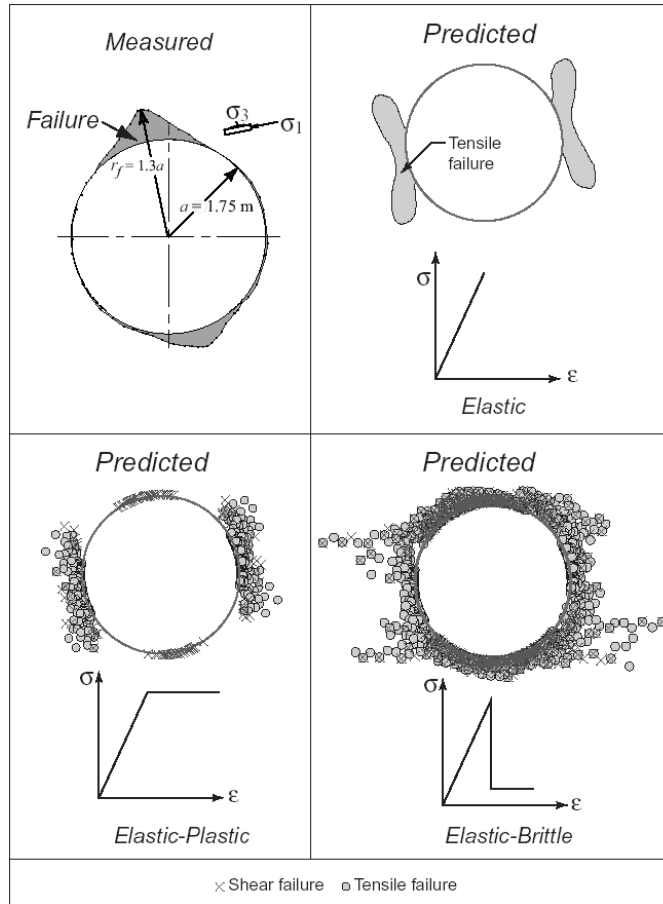 Measured
Failure
σ3
σ1
rf = 1.3a
a = 1.75 m
Predicted
Tensile
failure
σ
ε
Elastic
Predicted
σ
ε
Elastic-Plastic
Predicted
σ
ε
Elastic-Brittle
× Shear failure
Tensile failure